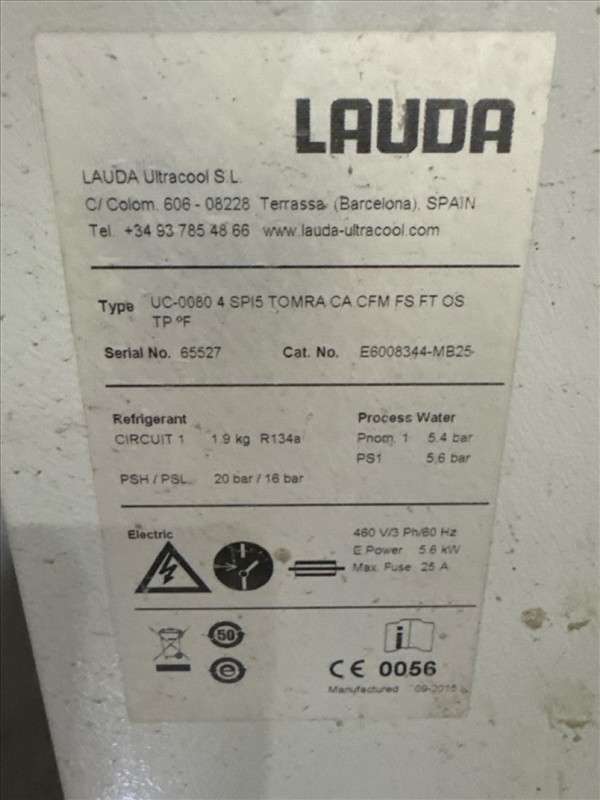 LAUDA
LAUDA Ultracool S.L.
C/ Colom, 606 - 08228 Terrassa (Barcelona), SPAIN
Tel. +34 93 785 48 66 www.lauda-ultracool.com
Type UC-0080 4 SPI5 TOMRA CA CFM FS FT OS
TP ºF
Serial No. 65527 Cat. No. E6008344-MB25-
Refrigerant Process Water
CIRCUIT 1 1.9 kg R134a Pnom. 1 5.4 bar
PS1 5,6 bar
PSH / PSL 20 bar / 16 bar
Electric 460 V/3 Ph/60 Hz
E Power 5.6 kW
Max. Fuse 25 A
50
e
i
CE 0056
Manufactured 09-2015